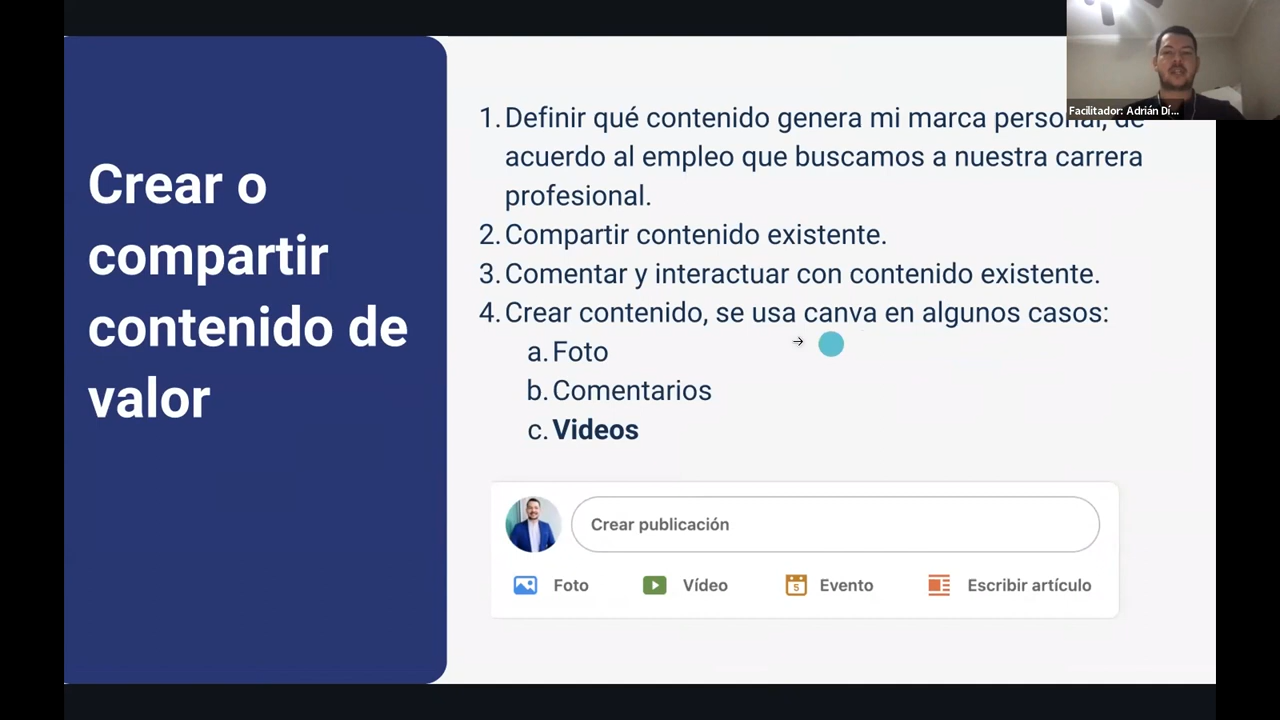 Crear o
compartir
contenido de
valor
1. Definir qué contenido genera mi marca personal, de
acuerdo al empleo que buscamos a nuestra carrera
profesional.
2. Compartir contenido existente.
3. Comentar y interactuar con contenido existente.
4. Crear contenido, se usa canva en algunos casos:
a. Foto
b. Comentarios
c. Videos
Crear publicación
Foto Vídeo Evento Escribir artículo
5
Facilitador: Adrián Dí...